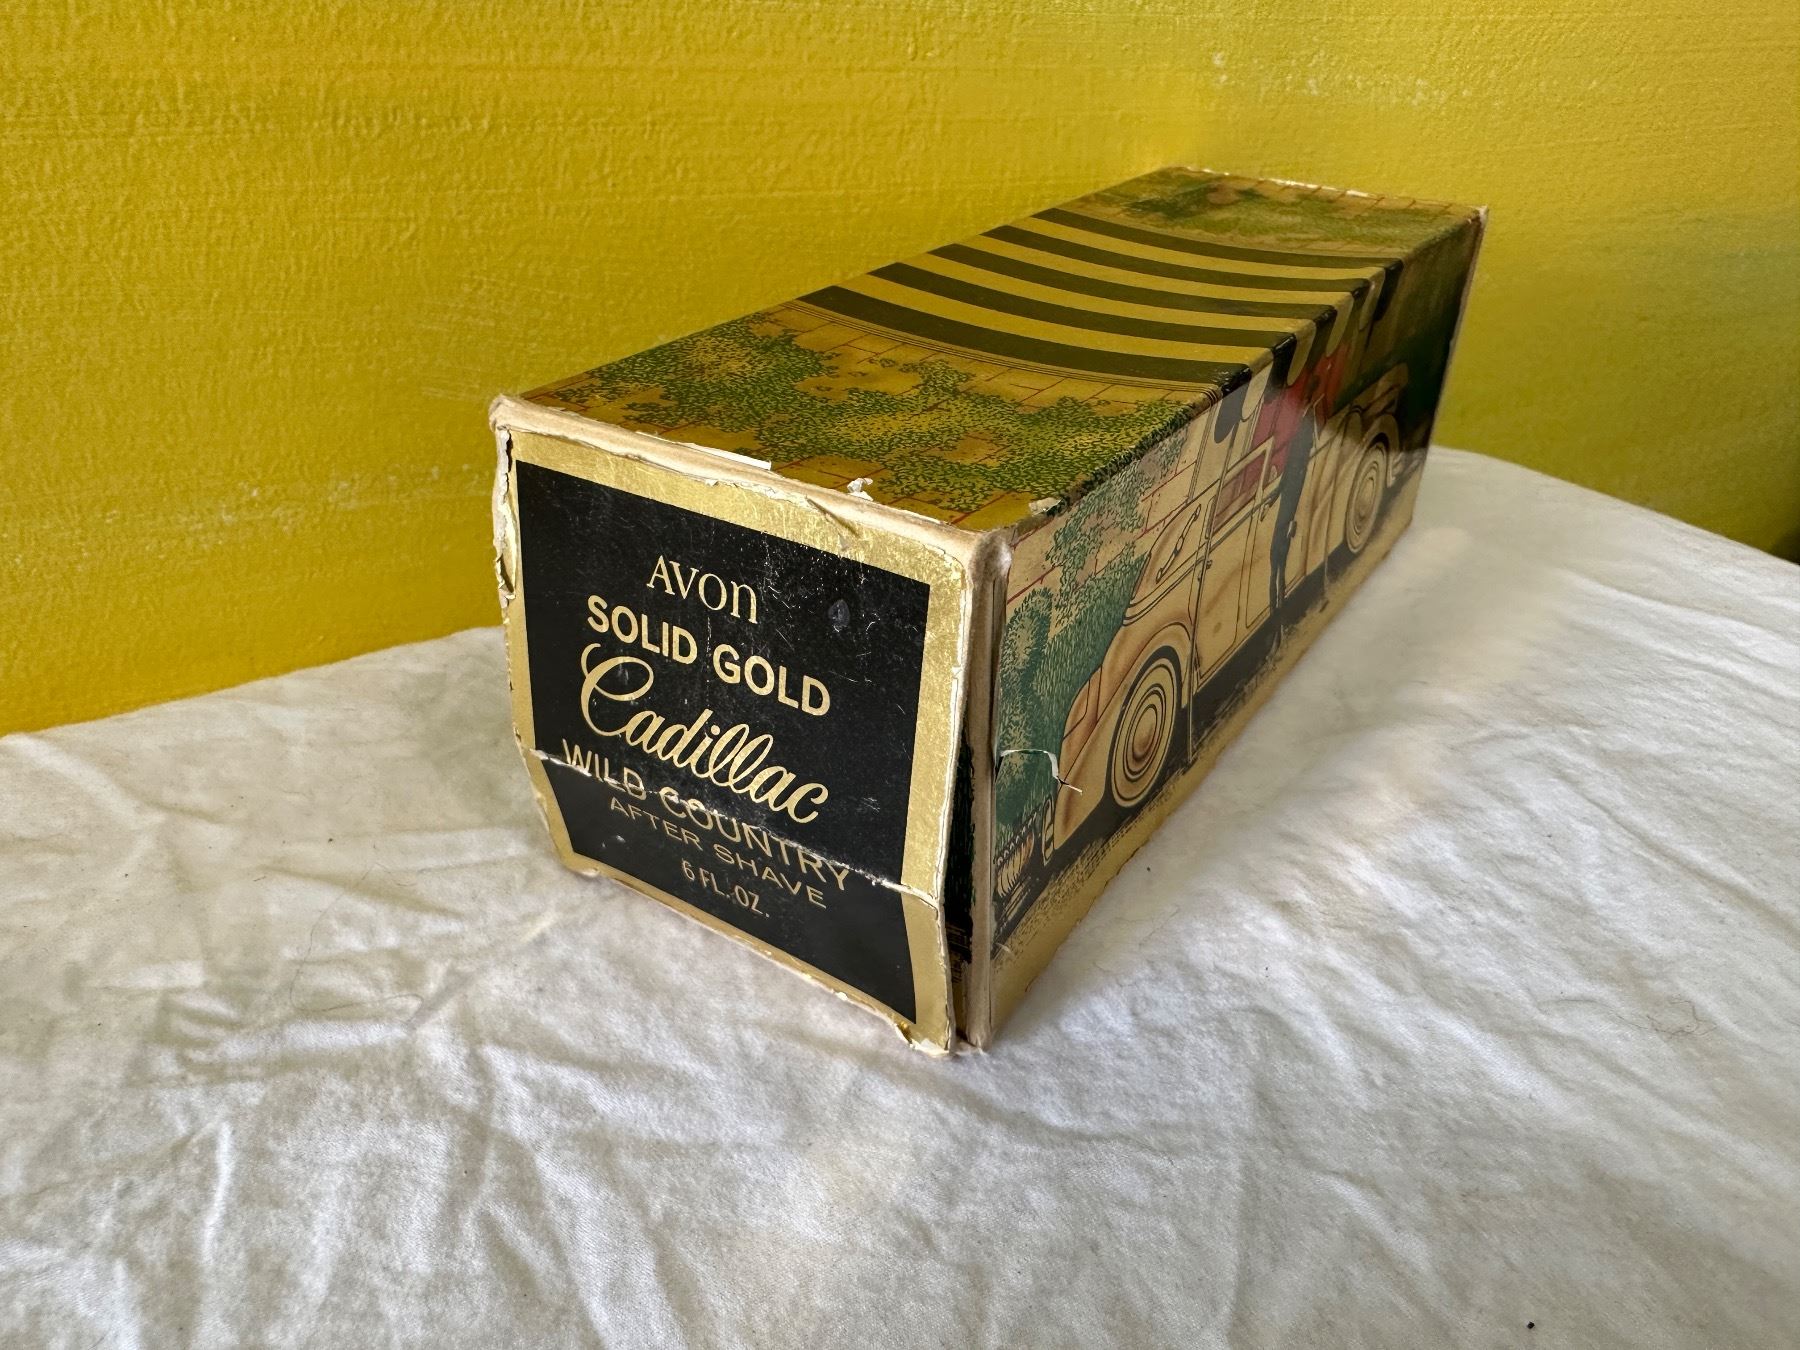 AVON
SOLID GOLD
Cadillac
WILD COUNTRY
AFTER SHAVE
6 FL. OZ.